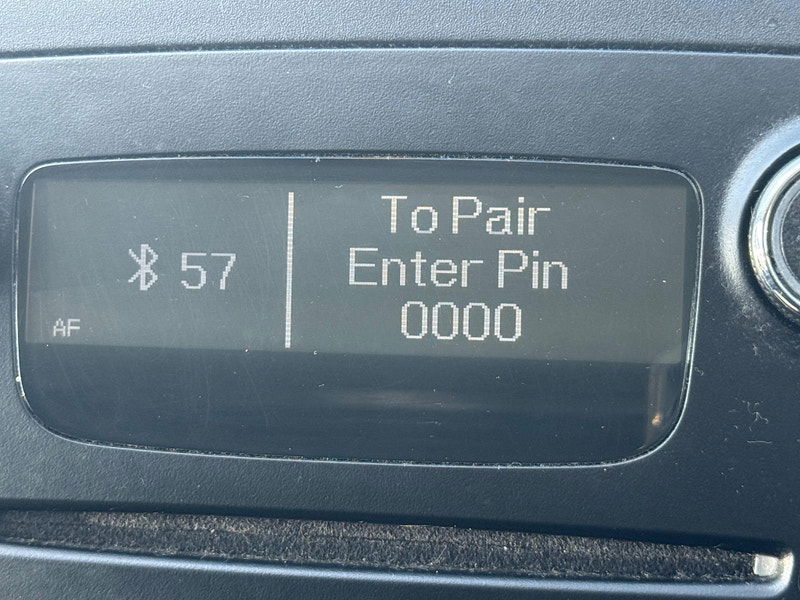 57
AF
To Pair
Enter Pin
0000